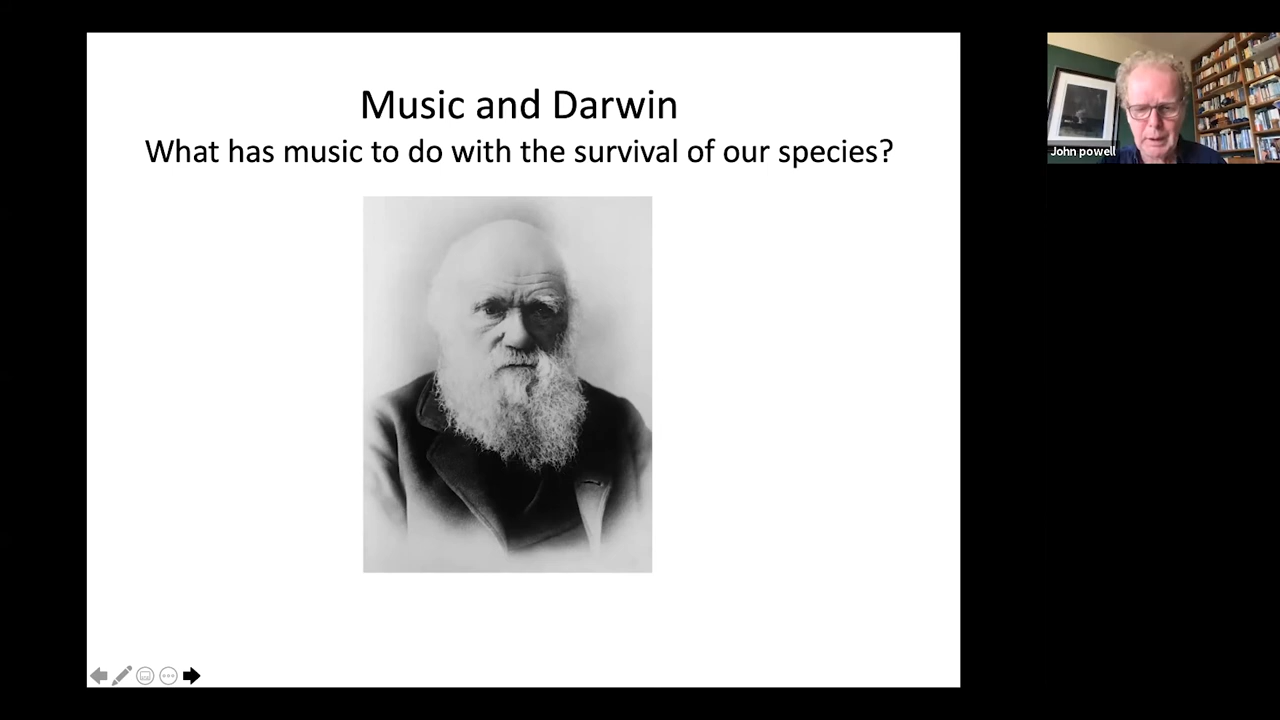 Music and Darwin
What has music to do with the survival of our species?
John powell